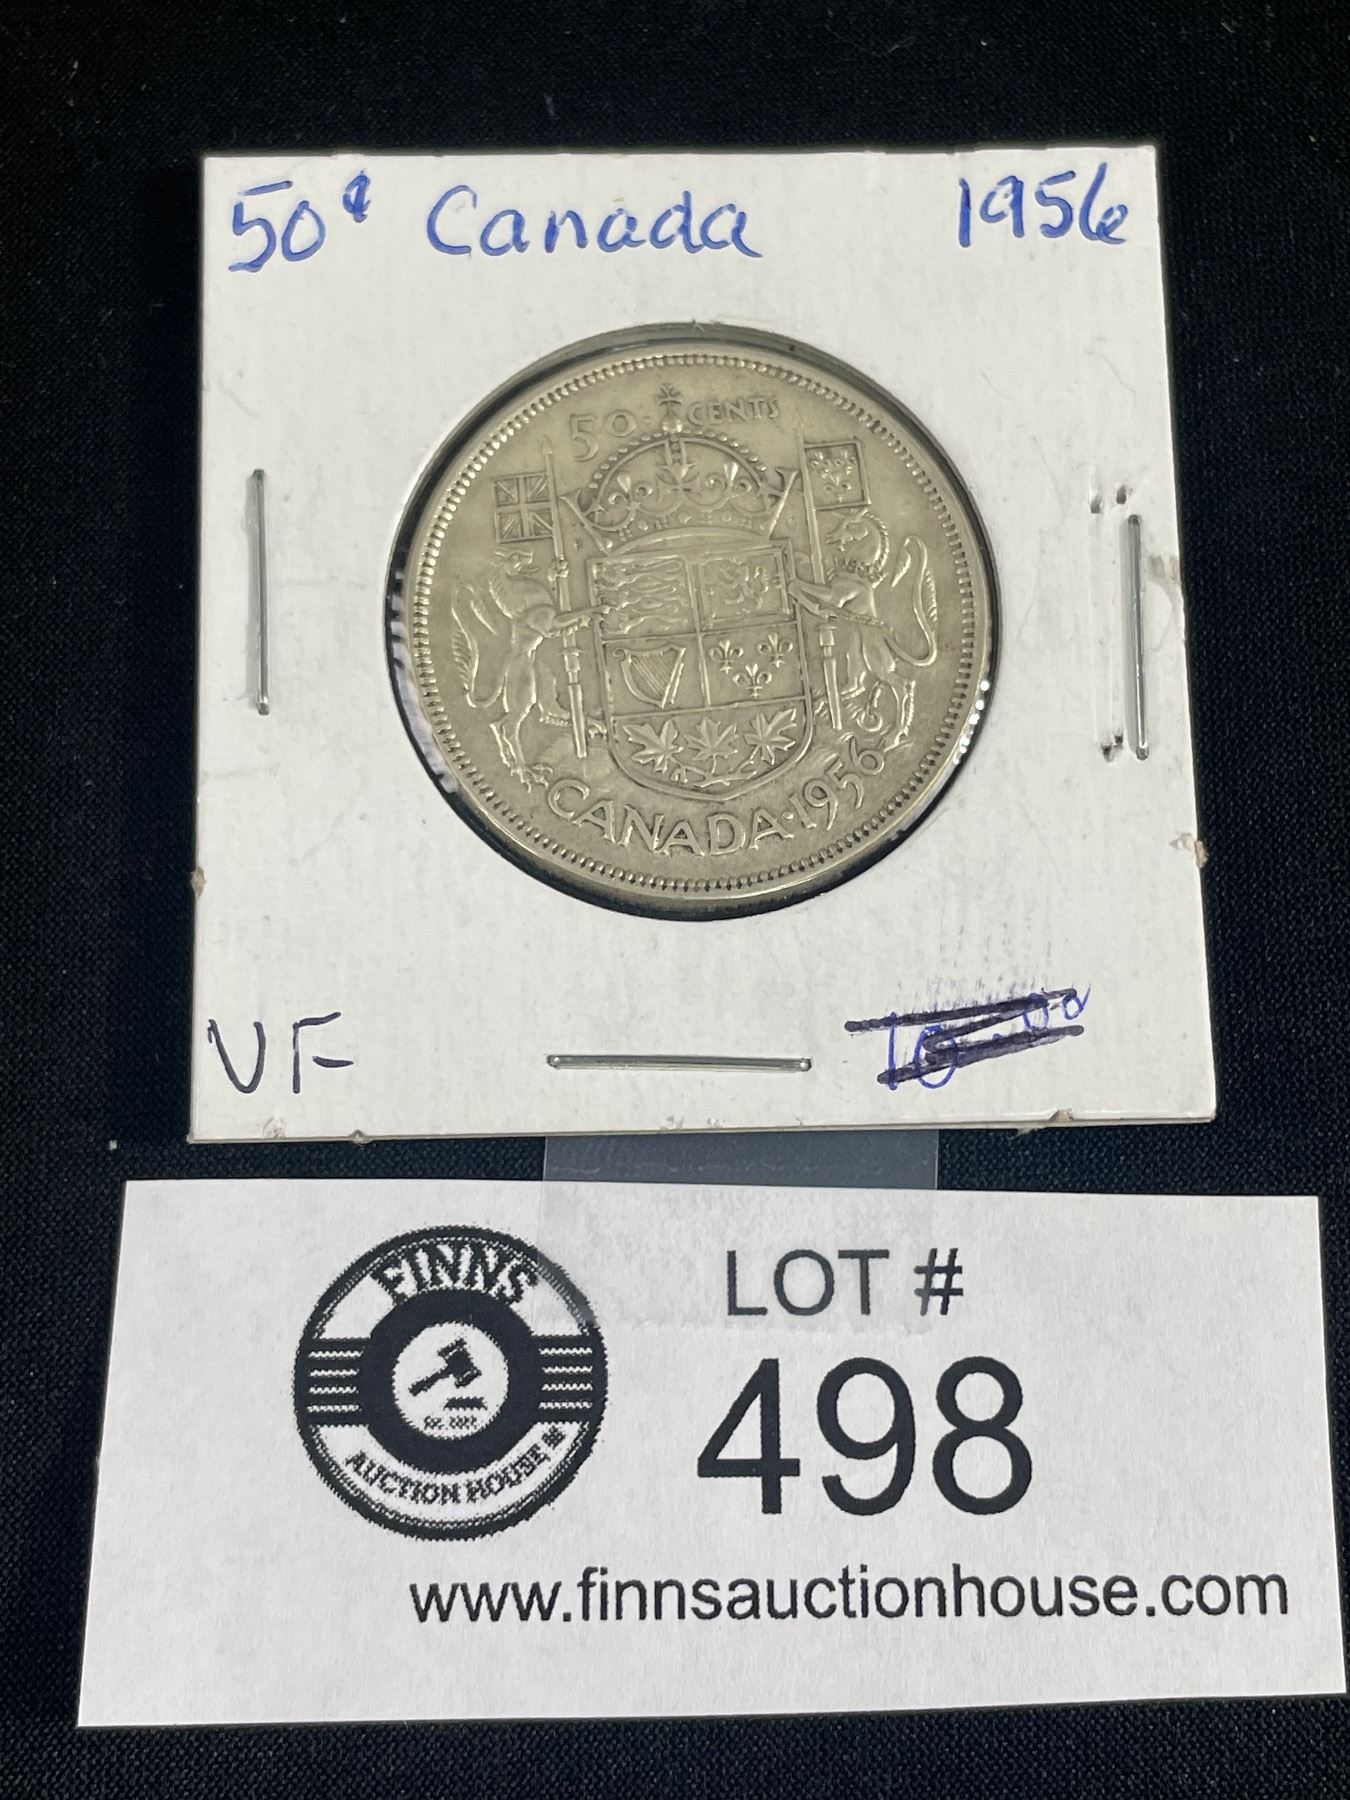 50¢ Canada 1956
50 CENTS
CANADA·1956
VF
10.00
FINNS
LOT #
498
AUCTION HOUSE
www.finnsauctionhouse.com